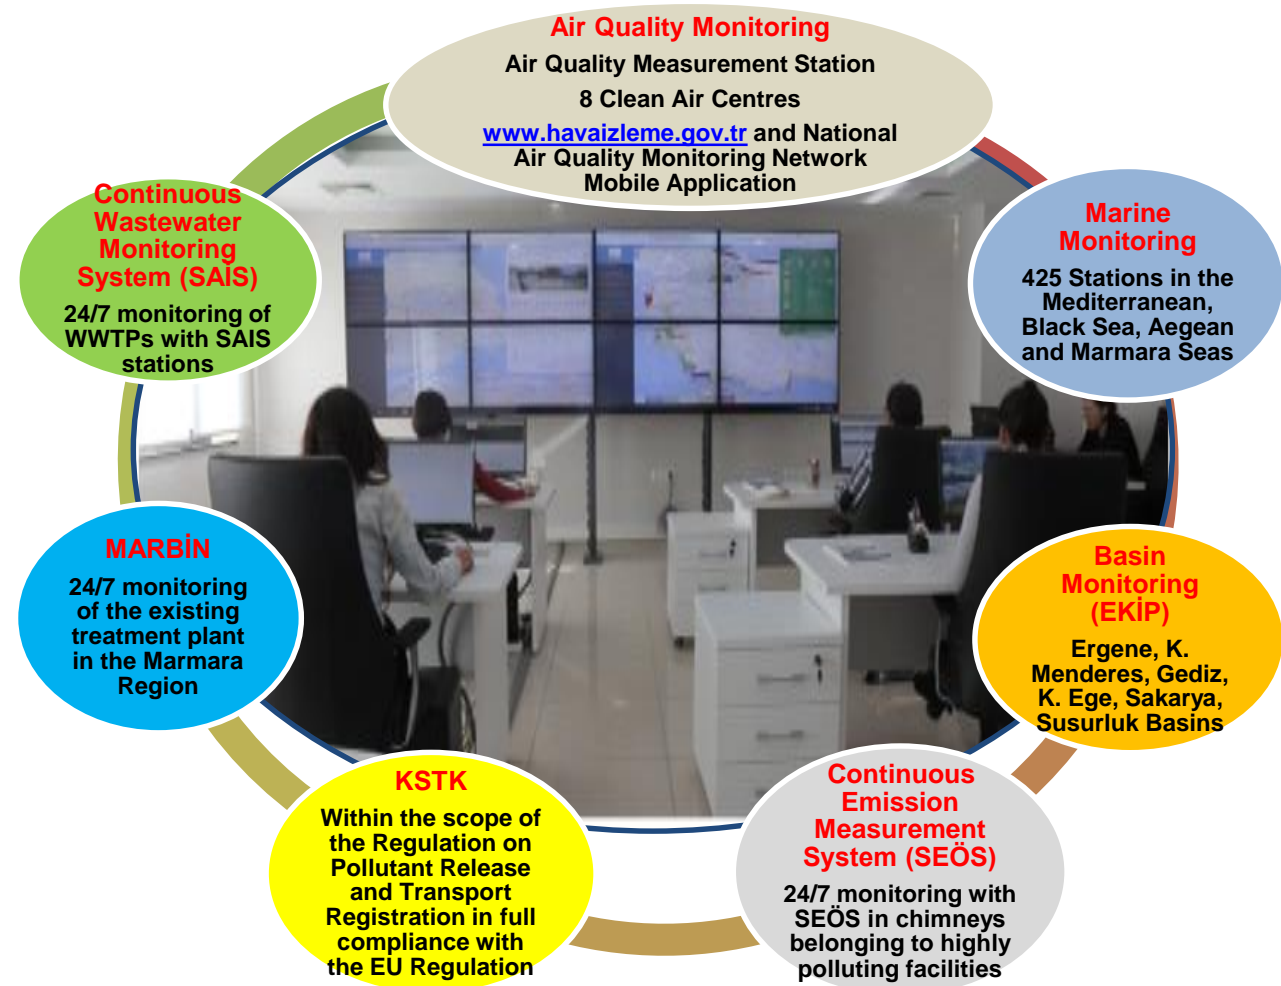 Air Quality Monitoring
Air Quality Measurement Station
8 Clean Air Centres
www.havaizleme.gov.tr and National
Air Quality Monitoring Network
Mobile Application
Marine
Monitoring
425 Stations in the
Mediterranean,
Black Sea, Aegean
and Marmara Seas
Basin
Monitoring
(EKİP)
Ergene, K.
Menderes, Gediz,
K. Ege, Sakarya,
Susurluk Basins
Continuous
Emission
Measurement
System (SEÖS)
24/7 monitoring with
SEÖS in chimneys
belonging to highly
polluting facilities
KSTK
Within the scope of
the Regulation on
Pollutant Release
and Transport
Registration in full
compliance with
the EU Regulation
MARBİN
24/7 monitoring
of the existing
treatment plant
in the Marmara
Region
Continuous
Wastewater
Monitoring
System (SAİS)
24/7 monitoring of
WWTPs with SAIS
stations